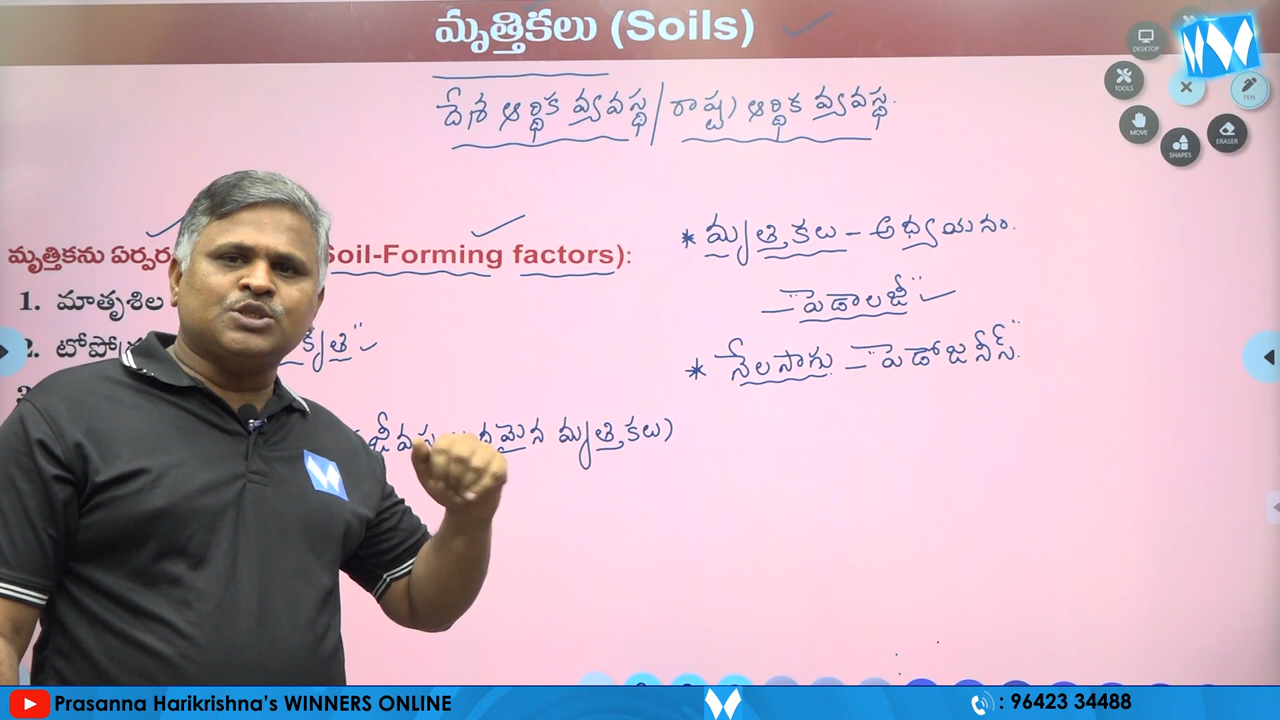 మృత్తికలు (Soils)
DESKTOP
TOOLS
PEN
MOVE
SHAPES
ERASER
దేశ ఆర్థిక వ్యవస్థ / రాష్ట్ర ఆర్థిక వ్యవస్థ.
మృత్తికను ఏర్పర Soil-Forming factors):
1. మాతృశిల
2. టోపో
* మృత్తికలు - అధ్యయనం.
- "పెడాలజీ"
* నేలసాగు - "పెడోజనీస్".
మైన మృత్తికలు)
Prasanna Harikrishna's WINNERS ONLINE
: 96423 34488